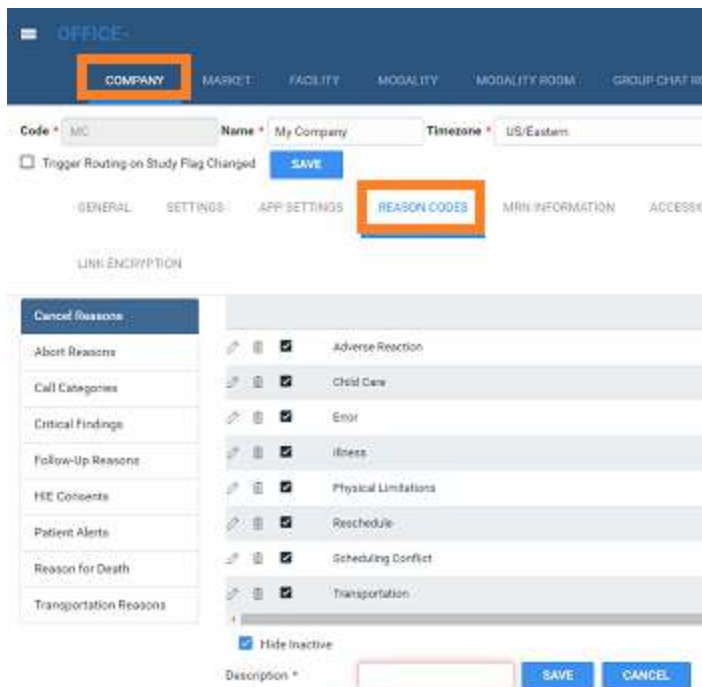 OFFICE-
COMPANY MARKET FACILITY MODALITY MODALITY ROOM GROUP CHAT
Code * MC Name * My Company Timezone * US/Eastern
Trigger Routing on Study Flag Changed SAVE
GENERAL SETTINGS APP SETTINGS REASON CODES MRN INFORMATION
LINK ENCRYPTION
Cancel Reasons
Abort Reasons Adverse Reaction
Call Categories Child Care
Critical Findings Error
Follow-Up Reasons Illness
HIE Consents Physical Limitations
Patient Alerts Reschedule
Reason for Death Scheduling Conflict
Transportation Reasons Transportation
Hide Inactive
Description * SAVE CANCEL